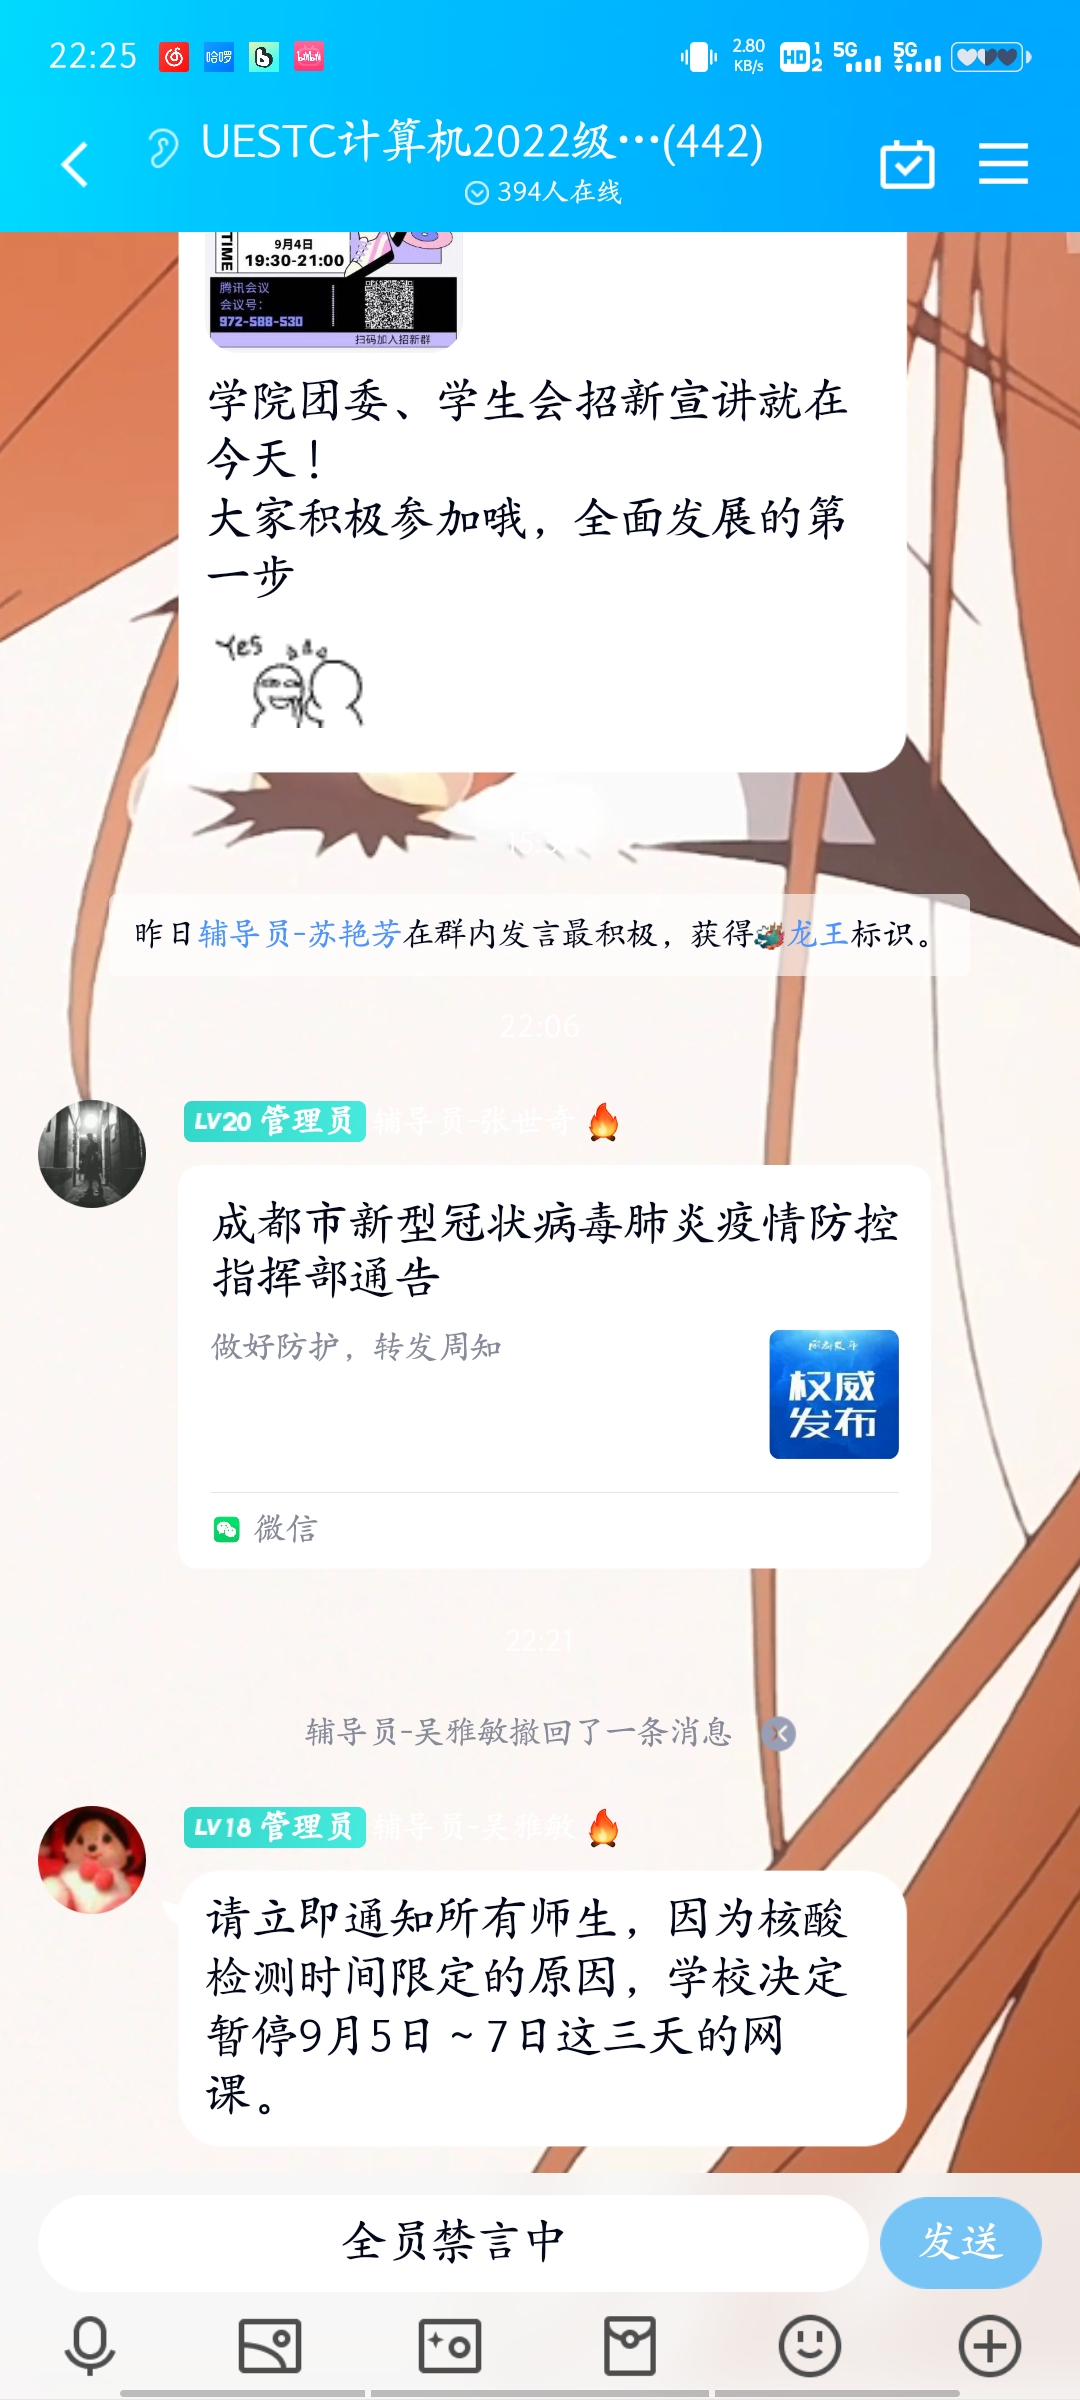 22:25
哈啰
2.80
KB/s
HD 1 2
5G
5G
UESTC计算机2022级…(442)
394人在线
TIME
9月4日
19:30-21:00
腾讯会议
会议号：
972-588-530
扫码加入招新群
学院团委、学生会招新宣讲就在
今天！
大家积极参加哦，全面发展的第
一步
Yes
昨日辅导员-苏艳芳在群内发言最积极，获得龙王标识。
22:06
LV20 管理员 辅导员-张世奇
成都市新型冠状病毒肺炎疫情防控
指挥部通告
做好防护，转发周知
权威
发布
微信
22:21
辅导员-吴雅敏撤回了一条消息
LV18 管理员 辅导员-吴雅敏
请立即通知所有师生，因为核酸
检测时间限定的原因，学校决定
暂停9月5日～7日这三天的网
课。
全员禁言中
发送